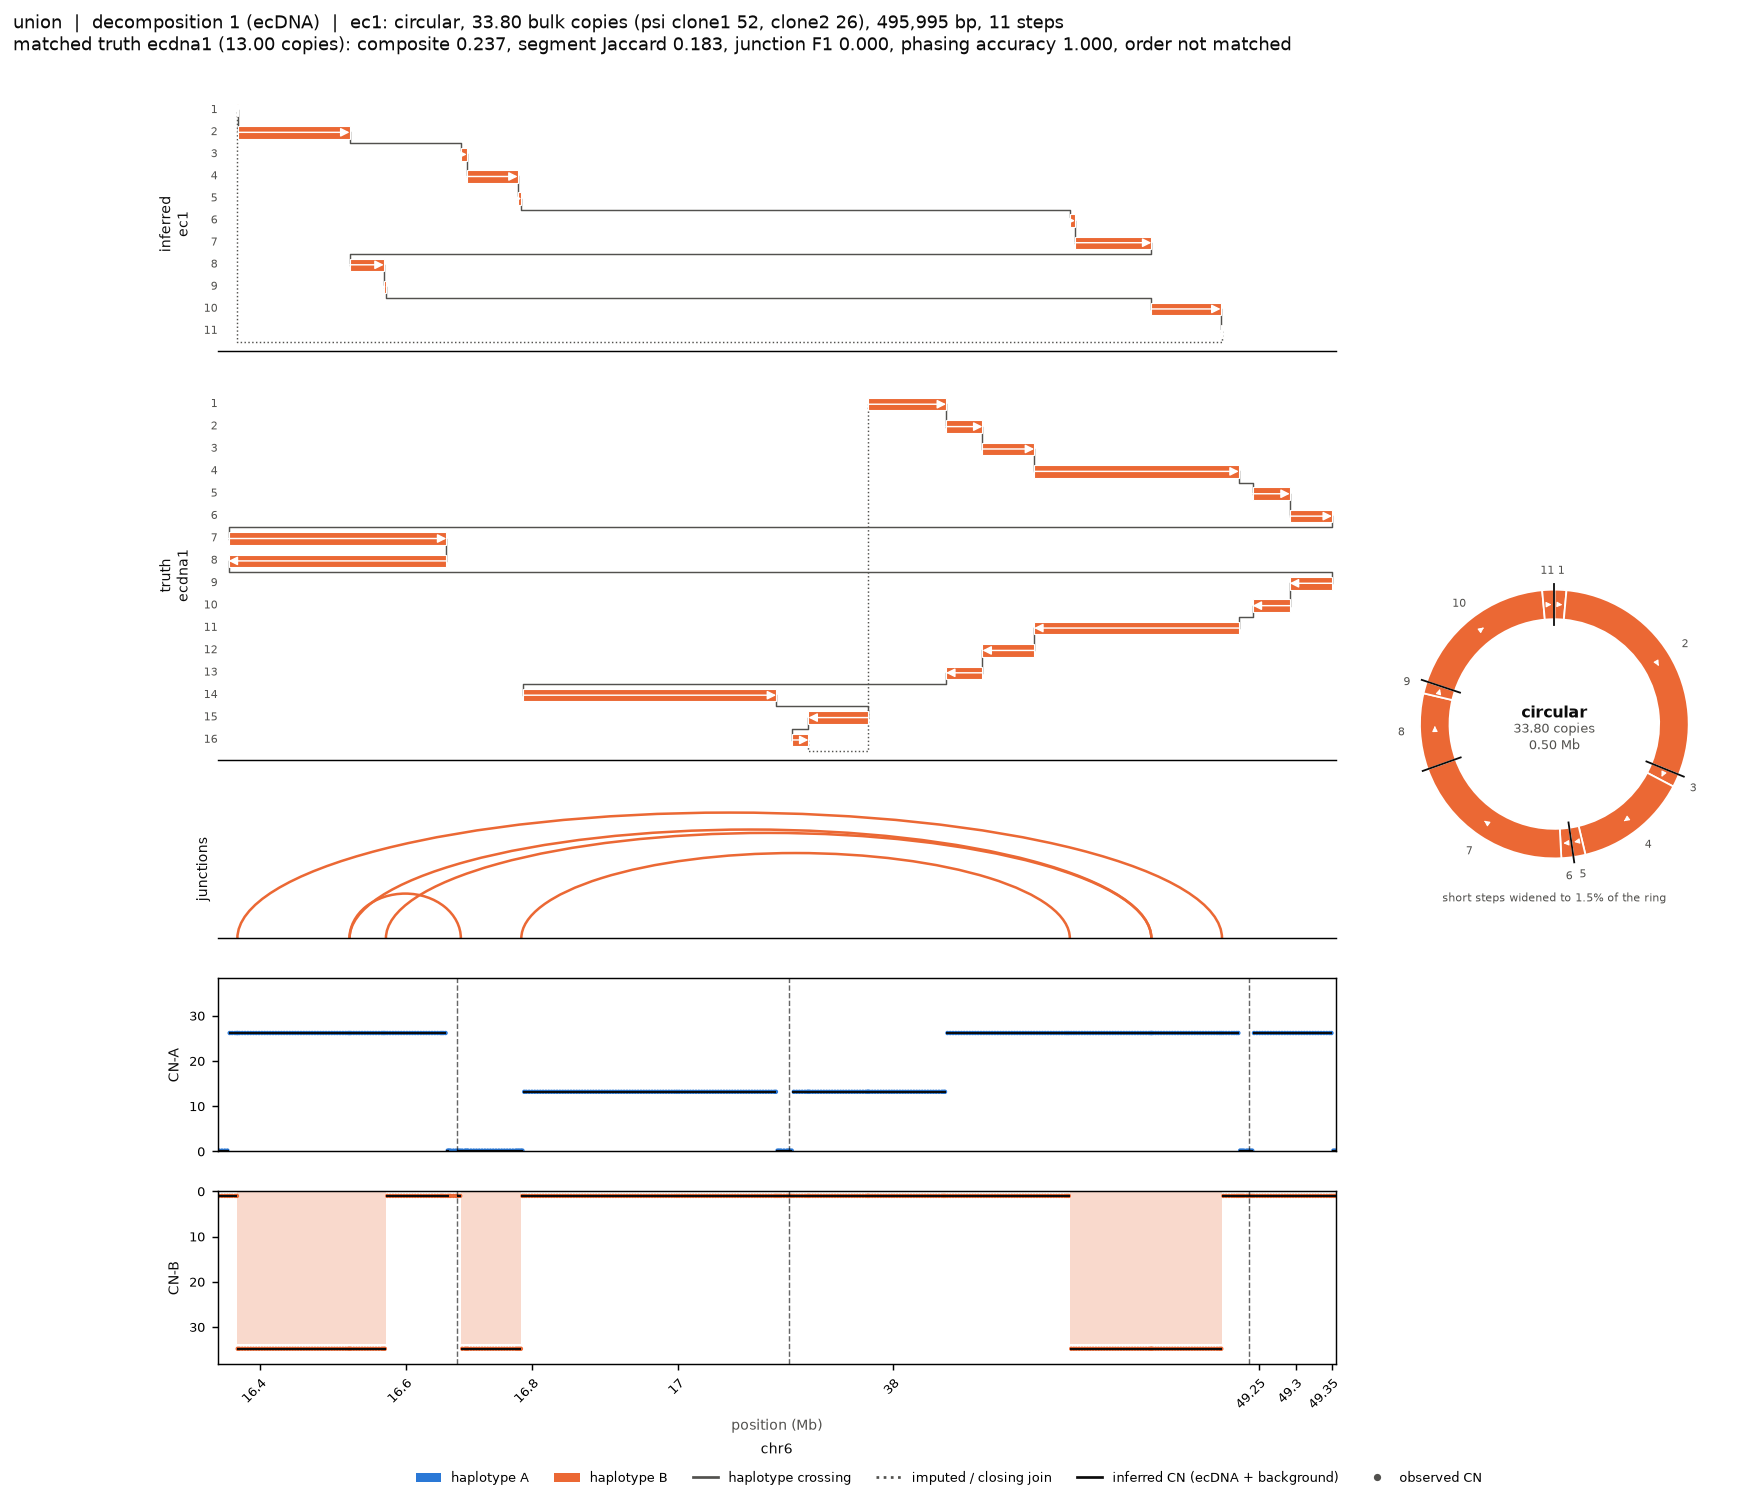 union  |  decomposition 1 (ecDNA)  |  ec1: circular, 33.80 bulk copies (psi clone1 52, clone2 26), 495,995 bp, 11 steps
matched truth ecdna1 (13.00 copies): composite 0.237, segment Jaccard 0.183, junction F1 0.000, phasing accuracy 1.000, order not matched
inferred
ec1
1
2
3
4
5
6
7
8
9
10
11
truth
ecdna1
1
2
3
4
5
6
7
8
9
10
11
12
13
14
15
16
11 1
2
3
4
5
6
7
8
9
10
circular
33.80 copies
0.50 Mb
short steps widened to 1.5% of the ring
junctions
CN-A
30
20
10
0
CN-B
0
10
20
30
16.4
16.6
16.8
17
38
49.25
49.3
49.35
position (Mb)
chr6
haplotype A
haplotype B
haplotype crossing
imputed / closing join
inferred CN (ecDNA + background)
observed CN